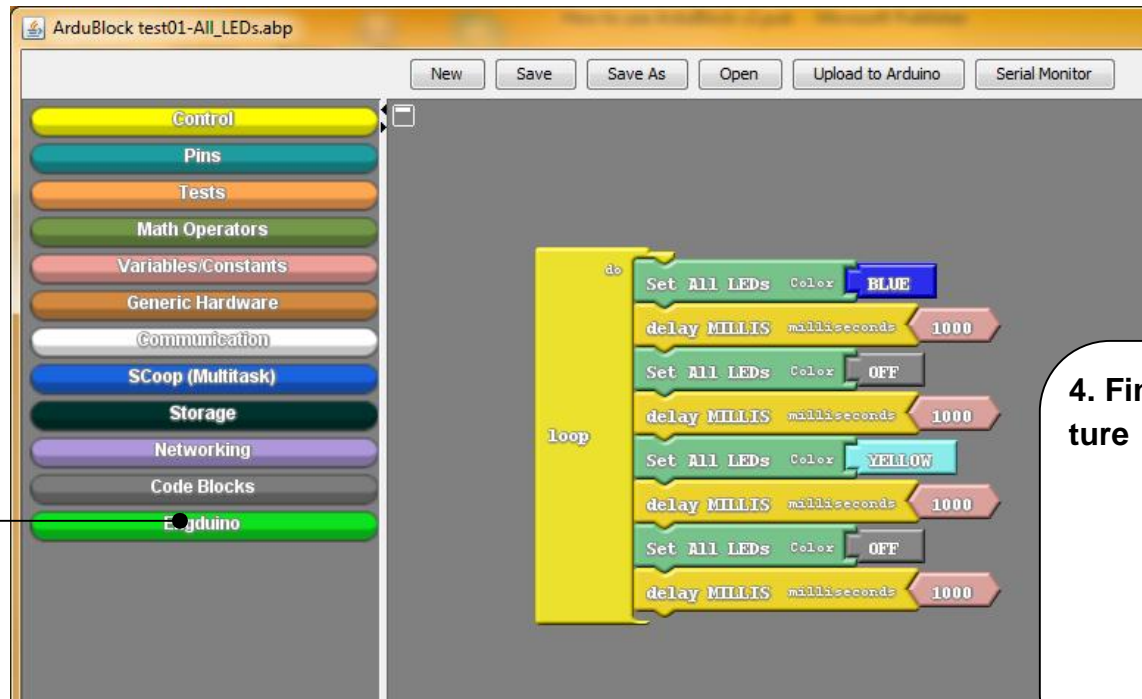 ArduBlock test01-All_LEDs.abp
New Save Save As Open Upload to Arduino Serial Monitor
Control
Pins
Tests
Math Operators
Variables/Constants
Generic Hardware
Communication
SCoop (Multitask)
Storage
Networking
Code Blocks
loop
do
Set All LEDs Color BLUE
delay MILLIS milliseconds 1000
Set All LEDs Color OFF
delay MILLIS milliseconds 1000
Set All LEDs Color YELLOW
delay MILLIS milliseconds 1000
Set All LEDs Color OFF
delay MILLIS milliseconds 1000
4.
ture